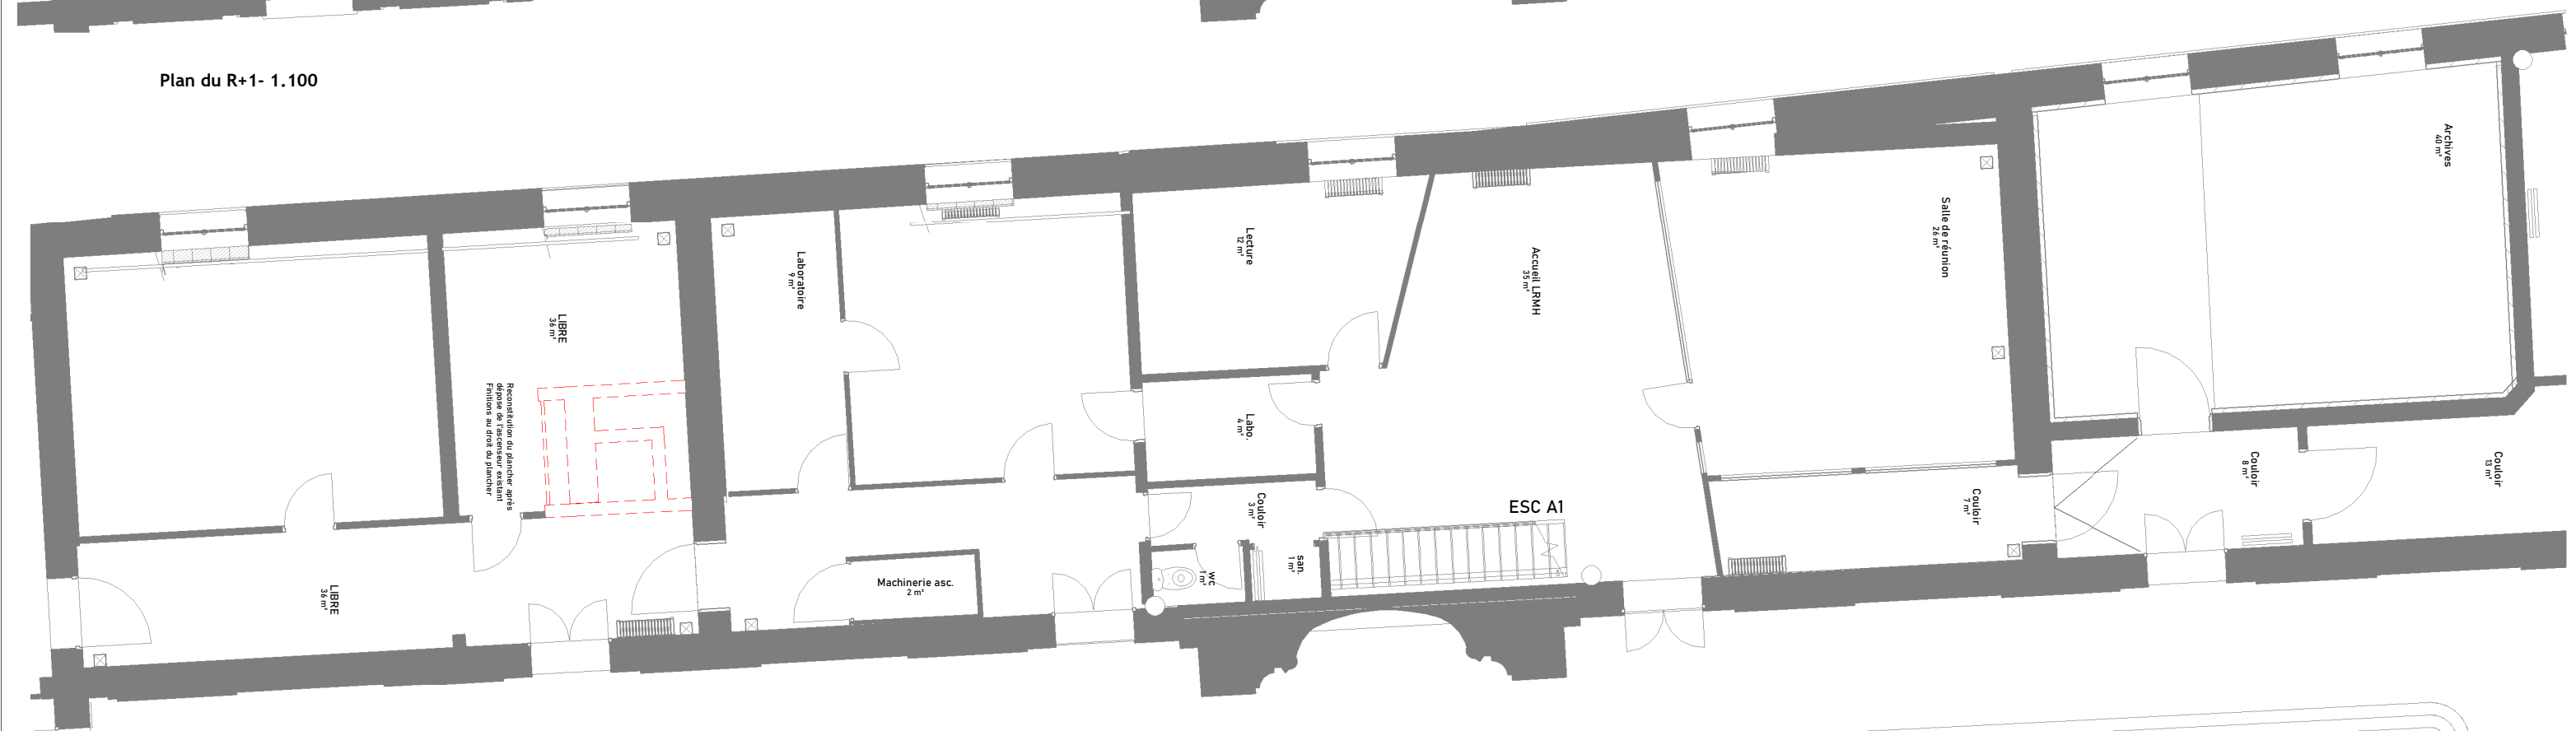 Plan du R+1- 1.100
LIBRE
36 m²
Reconstitution du plancher après
dépose de l'ascenseur existant
Finitions au droit du plancher
LIBRE
36 m²
Laboratoire
9 m²
Machinerie asc.
2 m²
Lecture
12 m²
Labo.
4 m²
Couloir
3 m²
wc
1 m²
san.
1 m²
Accueil LRMH
35 m²
ESC A1
Salle de réunion
26 m²
Couloir
7 m²
Archives
40 m²
Couloir
8 m²
Couloir
13 m²